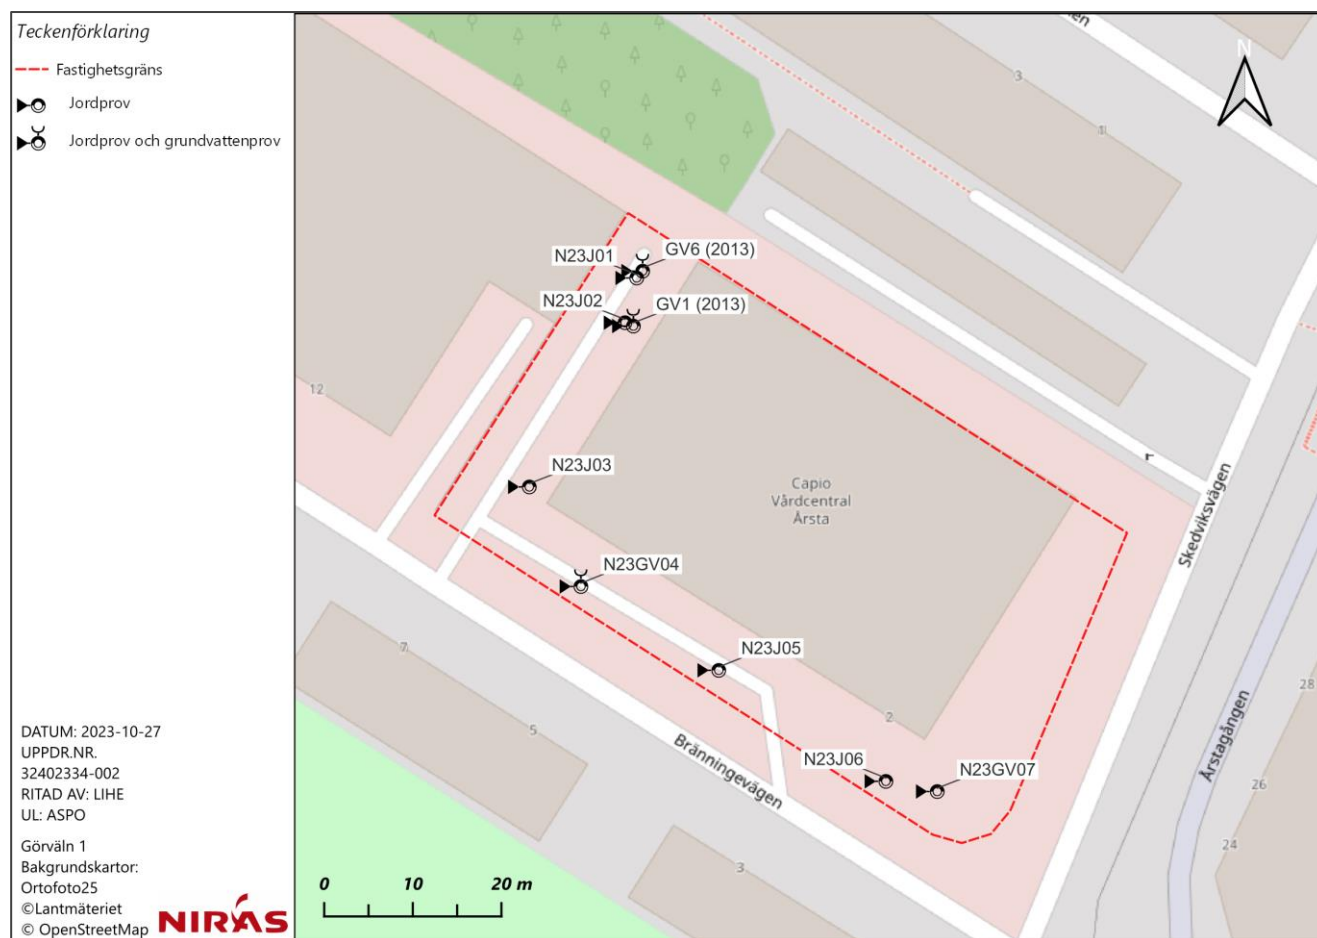 Teckenförklaring
Fastighetsgräns
Jordprov
Jordprov och grundvattenprov
DATUM: 2023-10-27
UPPDR.NR.
32402334-002
RITAD AV: LIHE
UL: ASPO
Görväln 1
Bakgrundskartor:
Ortofoto25
©Lantmäteriet
© OpenStreetMap
NIRAS
N
3
1
N23J01
GV6 (2013)
N23J02
GV1 (2013)
12
N23J03
Capio
Vårdcentral
Årsta
Skedviksvägen
N23GV04
7
N23J05
28
2
5
Bränningevägen
Årstagången
N23J06
N23GV07
26
24
3
0 10 20 m